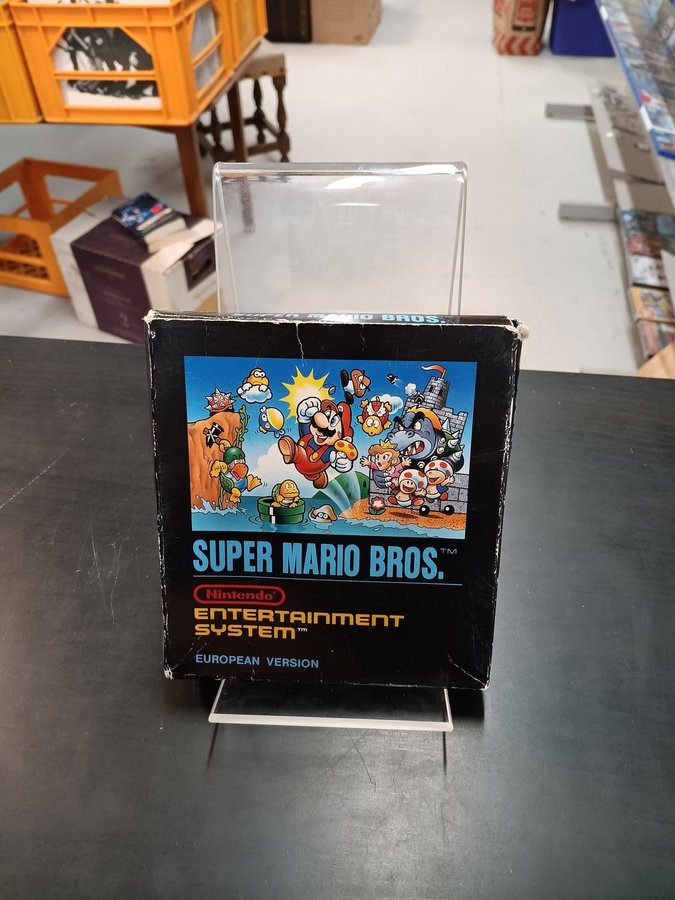 SUPER MARIO BROS.
SUPER MARIO BROS.™
Nintendo®
ENTERTAINMENT
SYSTEM™
EUROPEAN VERSION